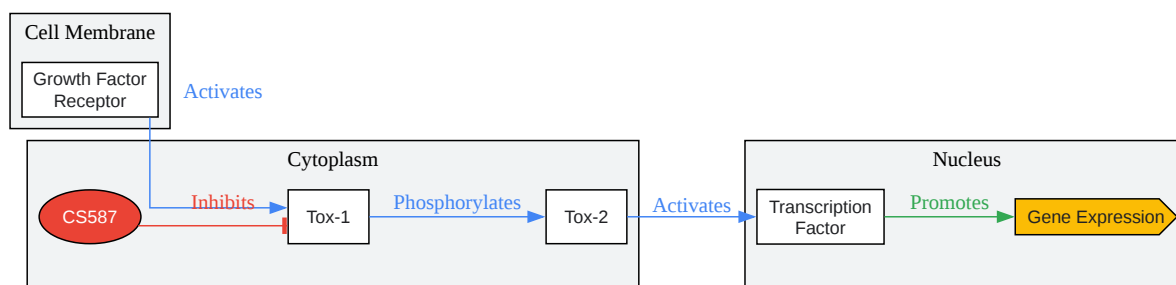 Cell Membrane
Growth Factor
Receptor
Activates
Cytoplasm
Nucleus
CS587
Inhibits
Tox-1
Phosphorylates
Tox-2
Activates
Transcription
Factor
Promotes
Gene Expression